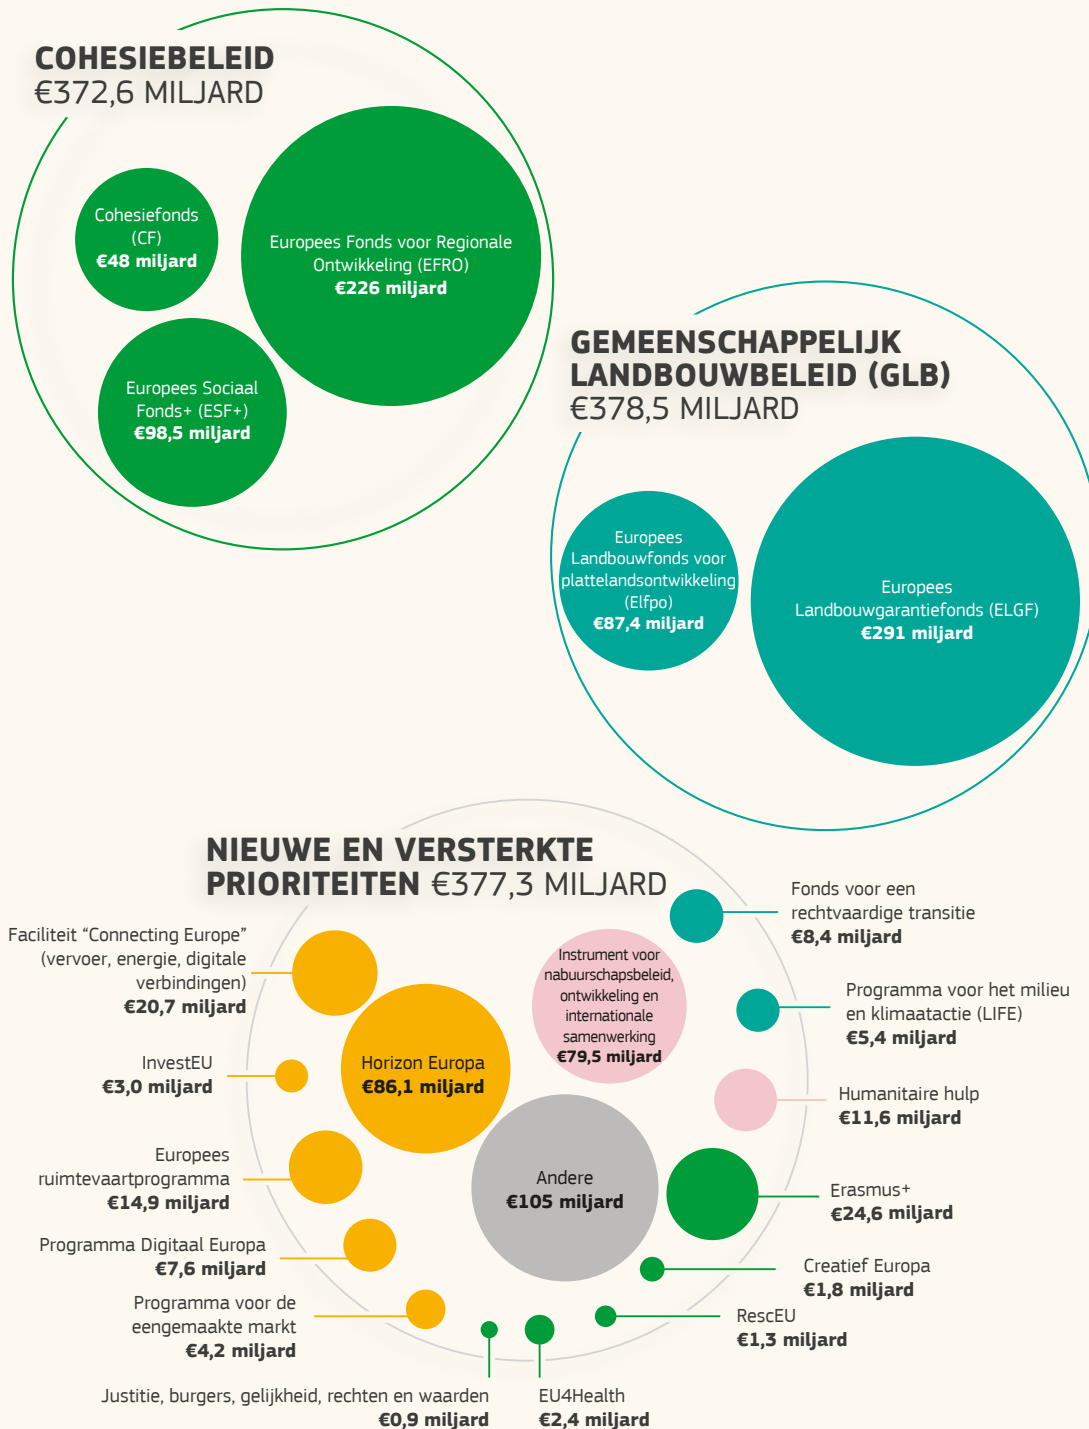 COHESIEBELEID
€372,6 MILJARD
Cohesiefonds
(CF)
€48 miljard
Europees Fonds voor Regionale
Ontwikkeling (EFRO)
€226 miljard
Europees Sociaal
Fonds+ (ESF+)
€98,5 miljard
GEMEENSCHAPPELIJK
LANDBOUWBELEID (GLB)
€378,5 MILJARD
Europees
Landbouwfonds voor
plattelandsontwikkeling
(Elfpo)
€87,4 miljard
Europees
Landbouwgarantiefonds (ELGF)
€291 miljard
NIEUWE EN VERSTERKTE
PRIORITEITEN €377,3 MILJARD
Faciliteit “Connecting Europe”
(vervoer, energie, digitale
verbindingen)
€20,7 miljard
InvestEU
€3,0 miljard
Europees
ruimtevaartprogramma
€14,9 miljard
Programma Digitaal Europa
€7,6 miljard
Programma voor de
eengemaakte markt
€4,2 miljard
Justitie, burgers, gelijkheid, rechten en waarden
€0,9 miljard
Horizon Europa
€86,1 miljard
Instrument voor
nabuurschapsbeleid,
ontwikkeling en
internationale
samenwerking
€79,5 miljard
Andere
€105 miljard
Fonds voor een
rechtvaardige transitie
€8,4 miljard
Programma voor het milieu
en klimaatactie (LIFE)
€5,4 miljard
Humanitaire hulp
€11,6 miljard
Erasmus+
€24,6 miljard
Creatief Europa
€1,8 miljard
RescEU
€1,3 miljard
EU4Health
€2,4 miljard